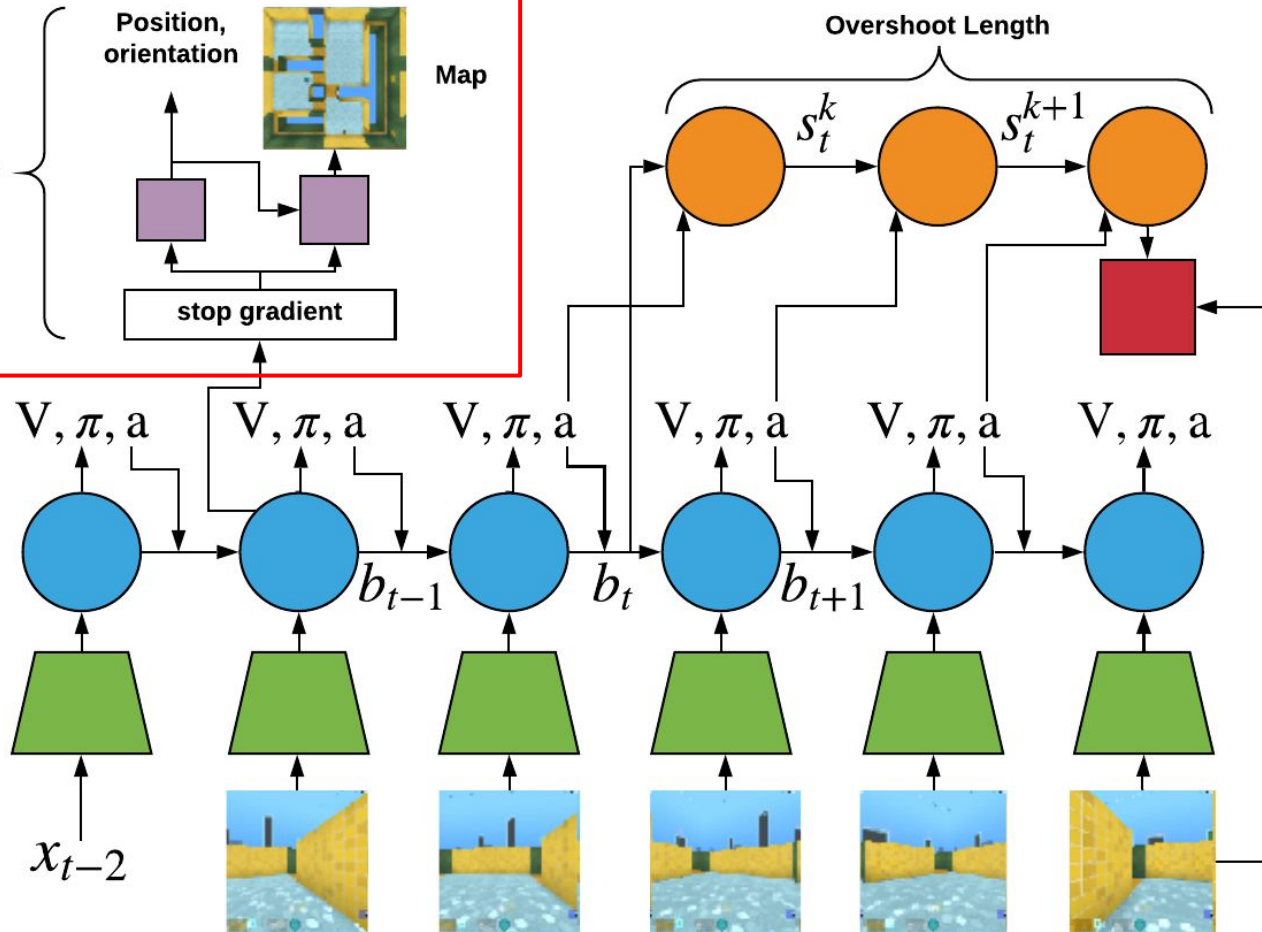 Position,
orientation
Map
Overshoot Length
s_t^k
s_t^{k+1}
stop gradient
V, π, a
V, π, a
V, π, a
V, π, a
V, π, a
V, π, a
b_{t−1}
b_t
b_{t+1}
x_{t−2}